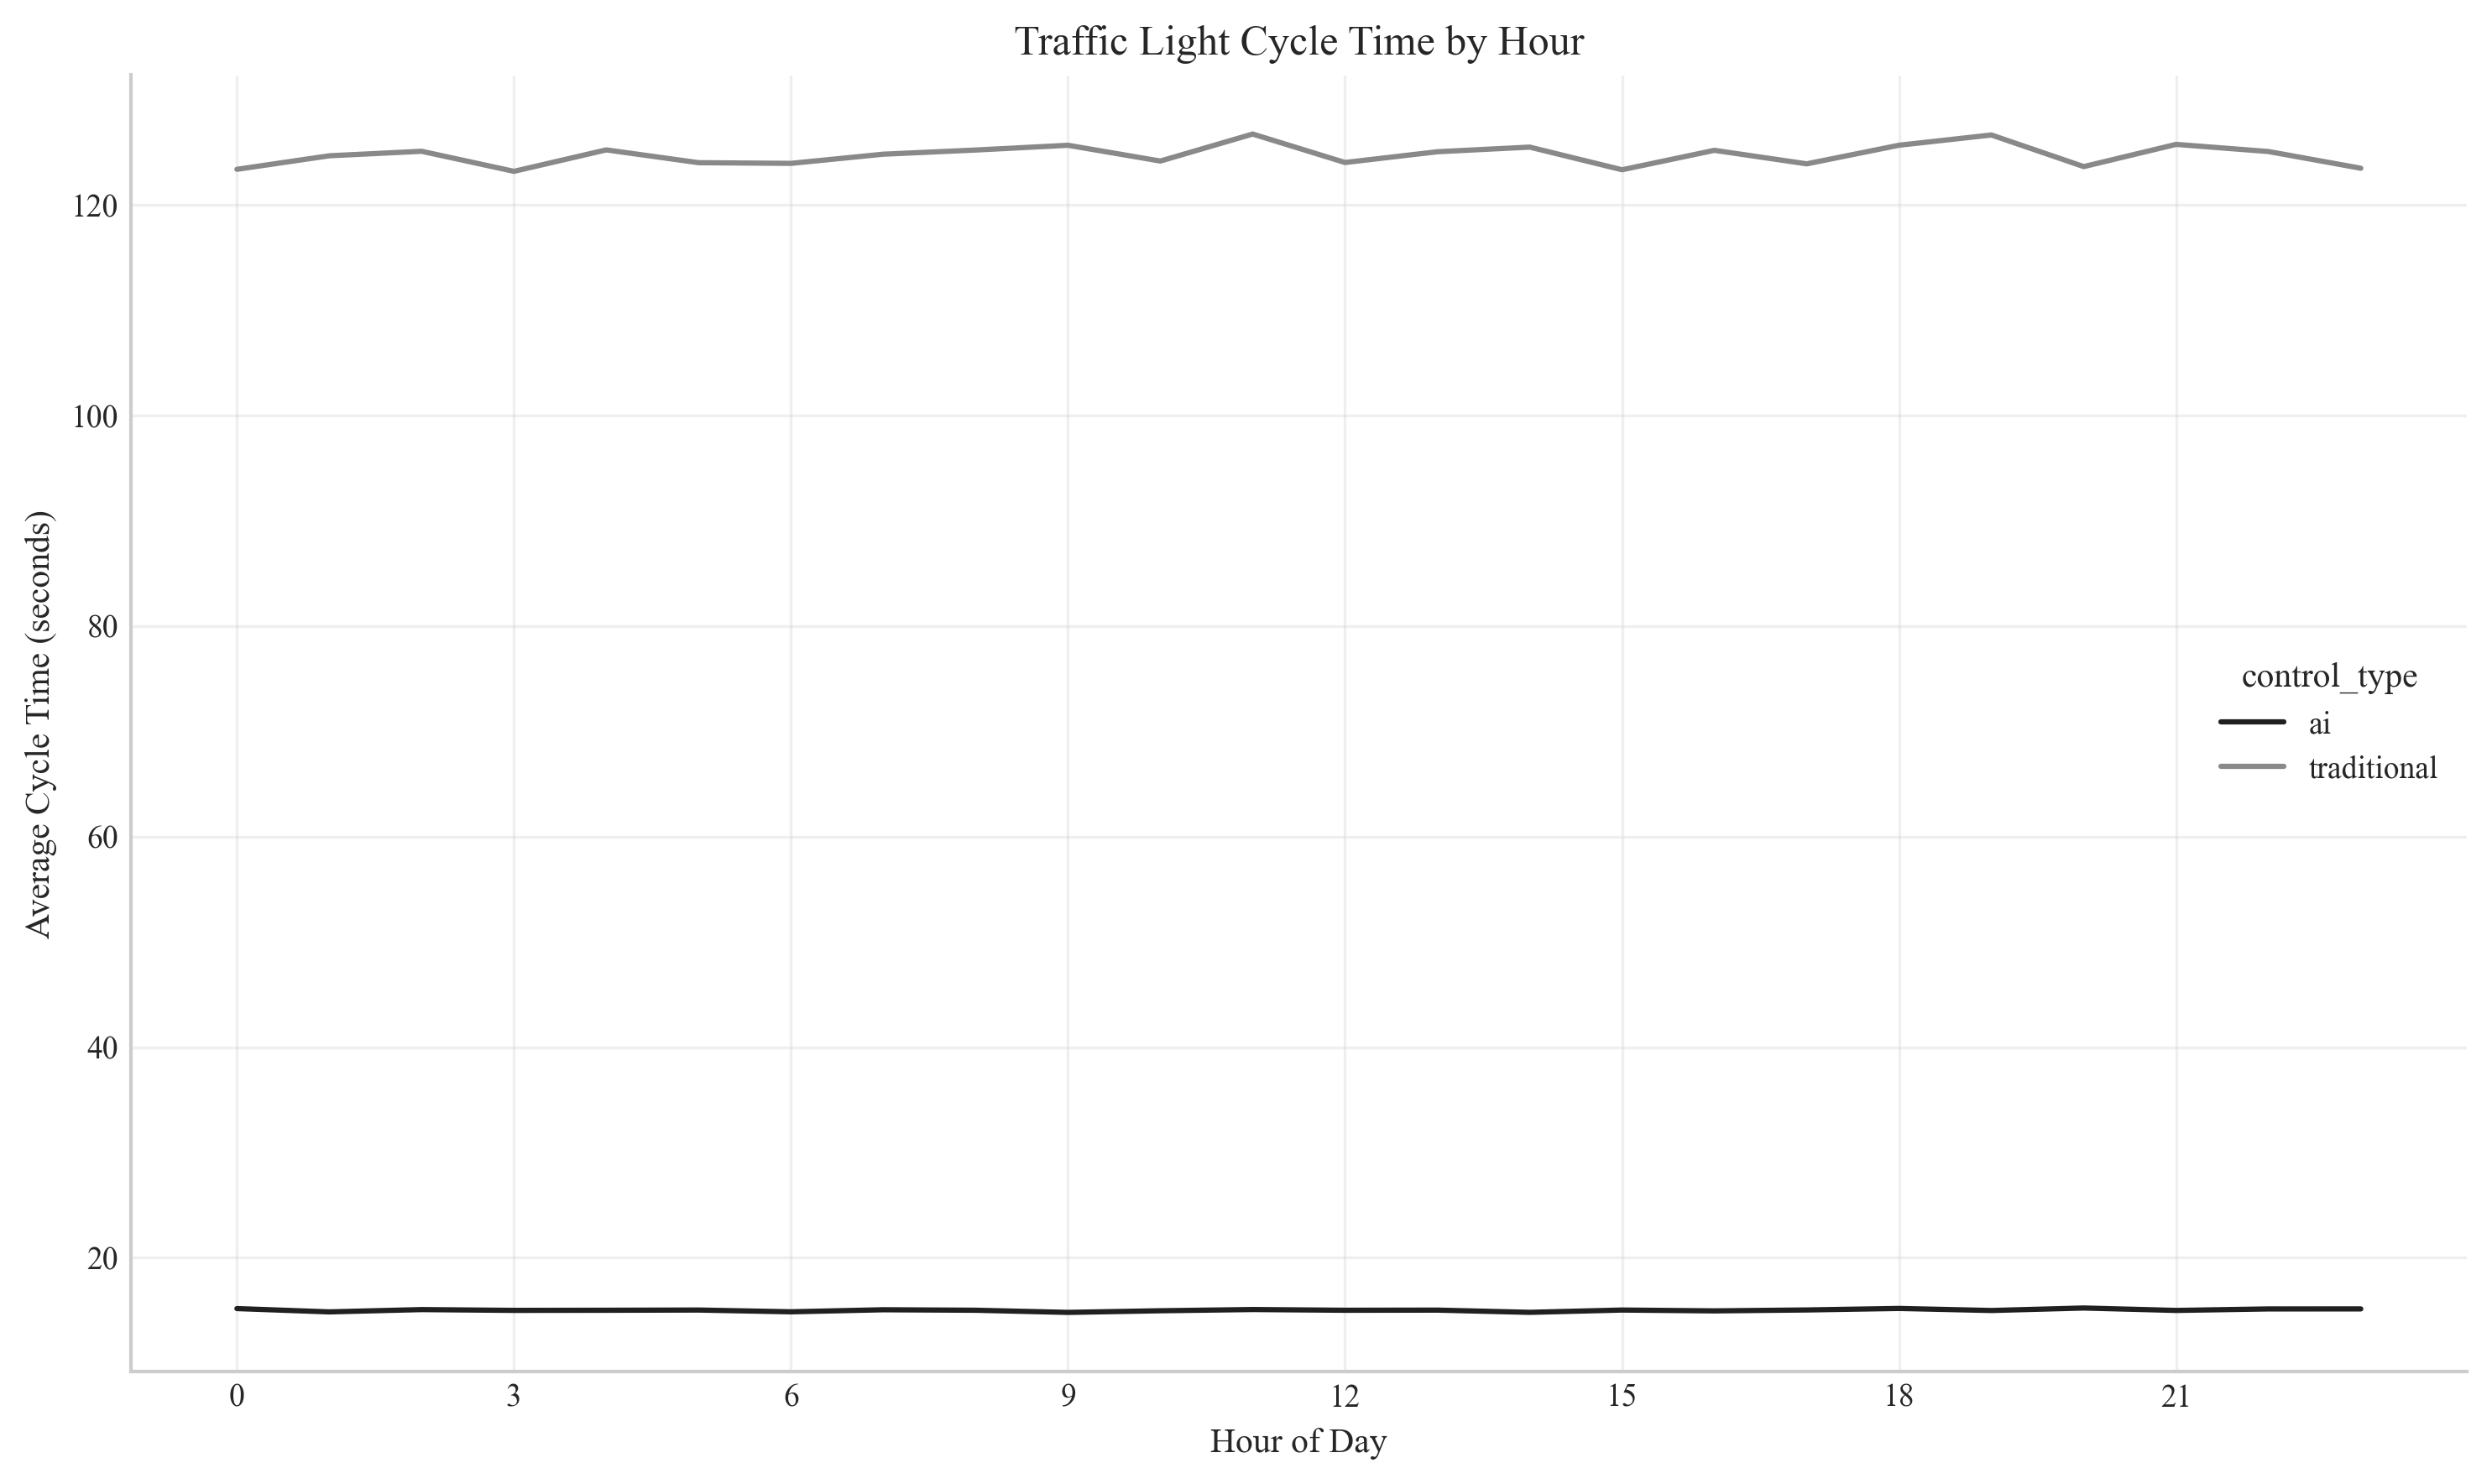 Traffic Light Cycle Time by Hour
Average Cycle Time (seconds)
120
100
80
60
40
20
control_type
ai
traditional
0 3 6 9 12 15 18 21
Hour of Day